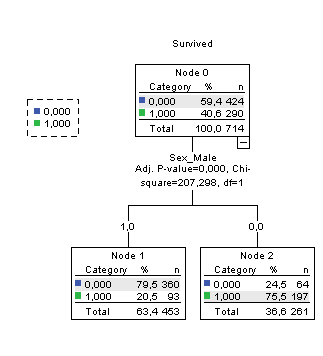 Survived
Node 0
Category % n
0,000 59,4 424
1,000 40,6 290
Total 100,0 714
0,000
1,000
Sex_Male
Adj. P-value=0,000, Chi-
square=207,298, df=1
1,0 0,0
Node 1
Category % n
0,000 79,5 360
1,000 20,5 93
Total 63,4 453
Node 2
Category % n
0,000 24,5 64
1,000 75,5 197
Total 36,6 261